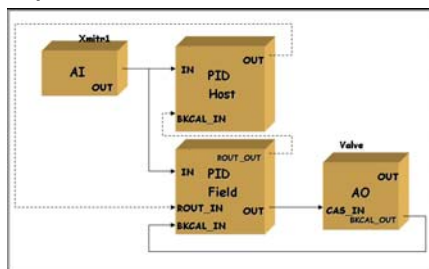 Xmitr1
AI
OUT
OUT
IN
PID
Host
BKCAL_IN
ROUT_OUT
IN
PID
Field
ROUT_IN
OUT
BKCAL_IN
Valve
OUT
AO
CAS_IN
BKCAL_OUT